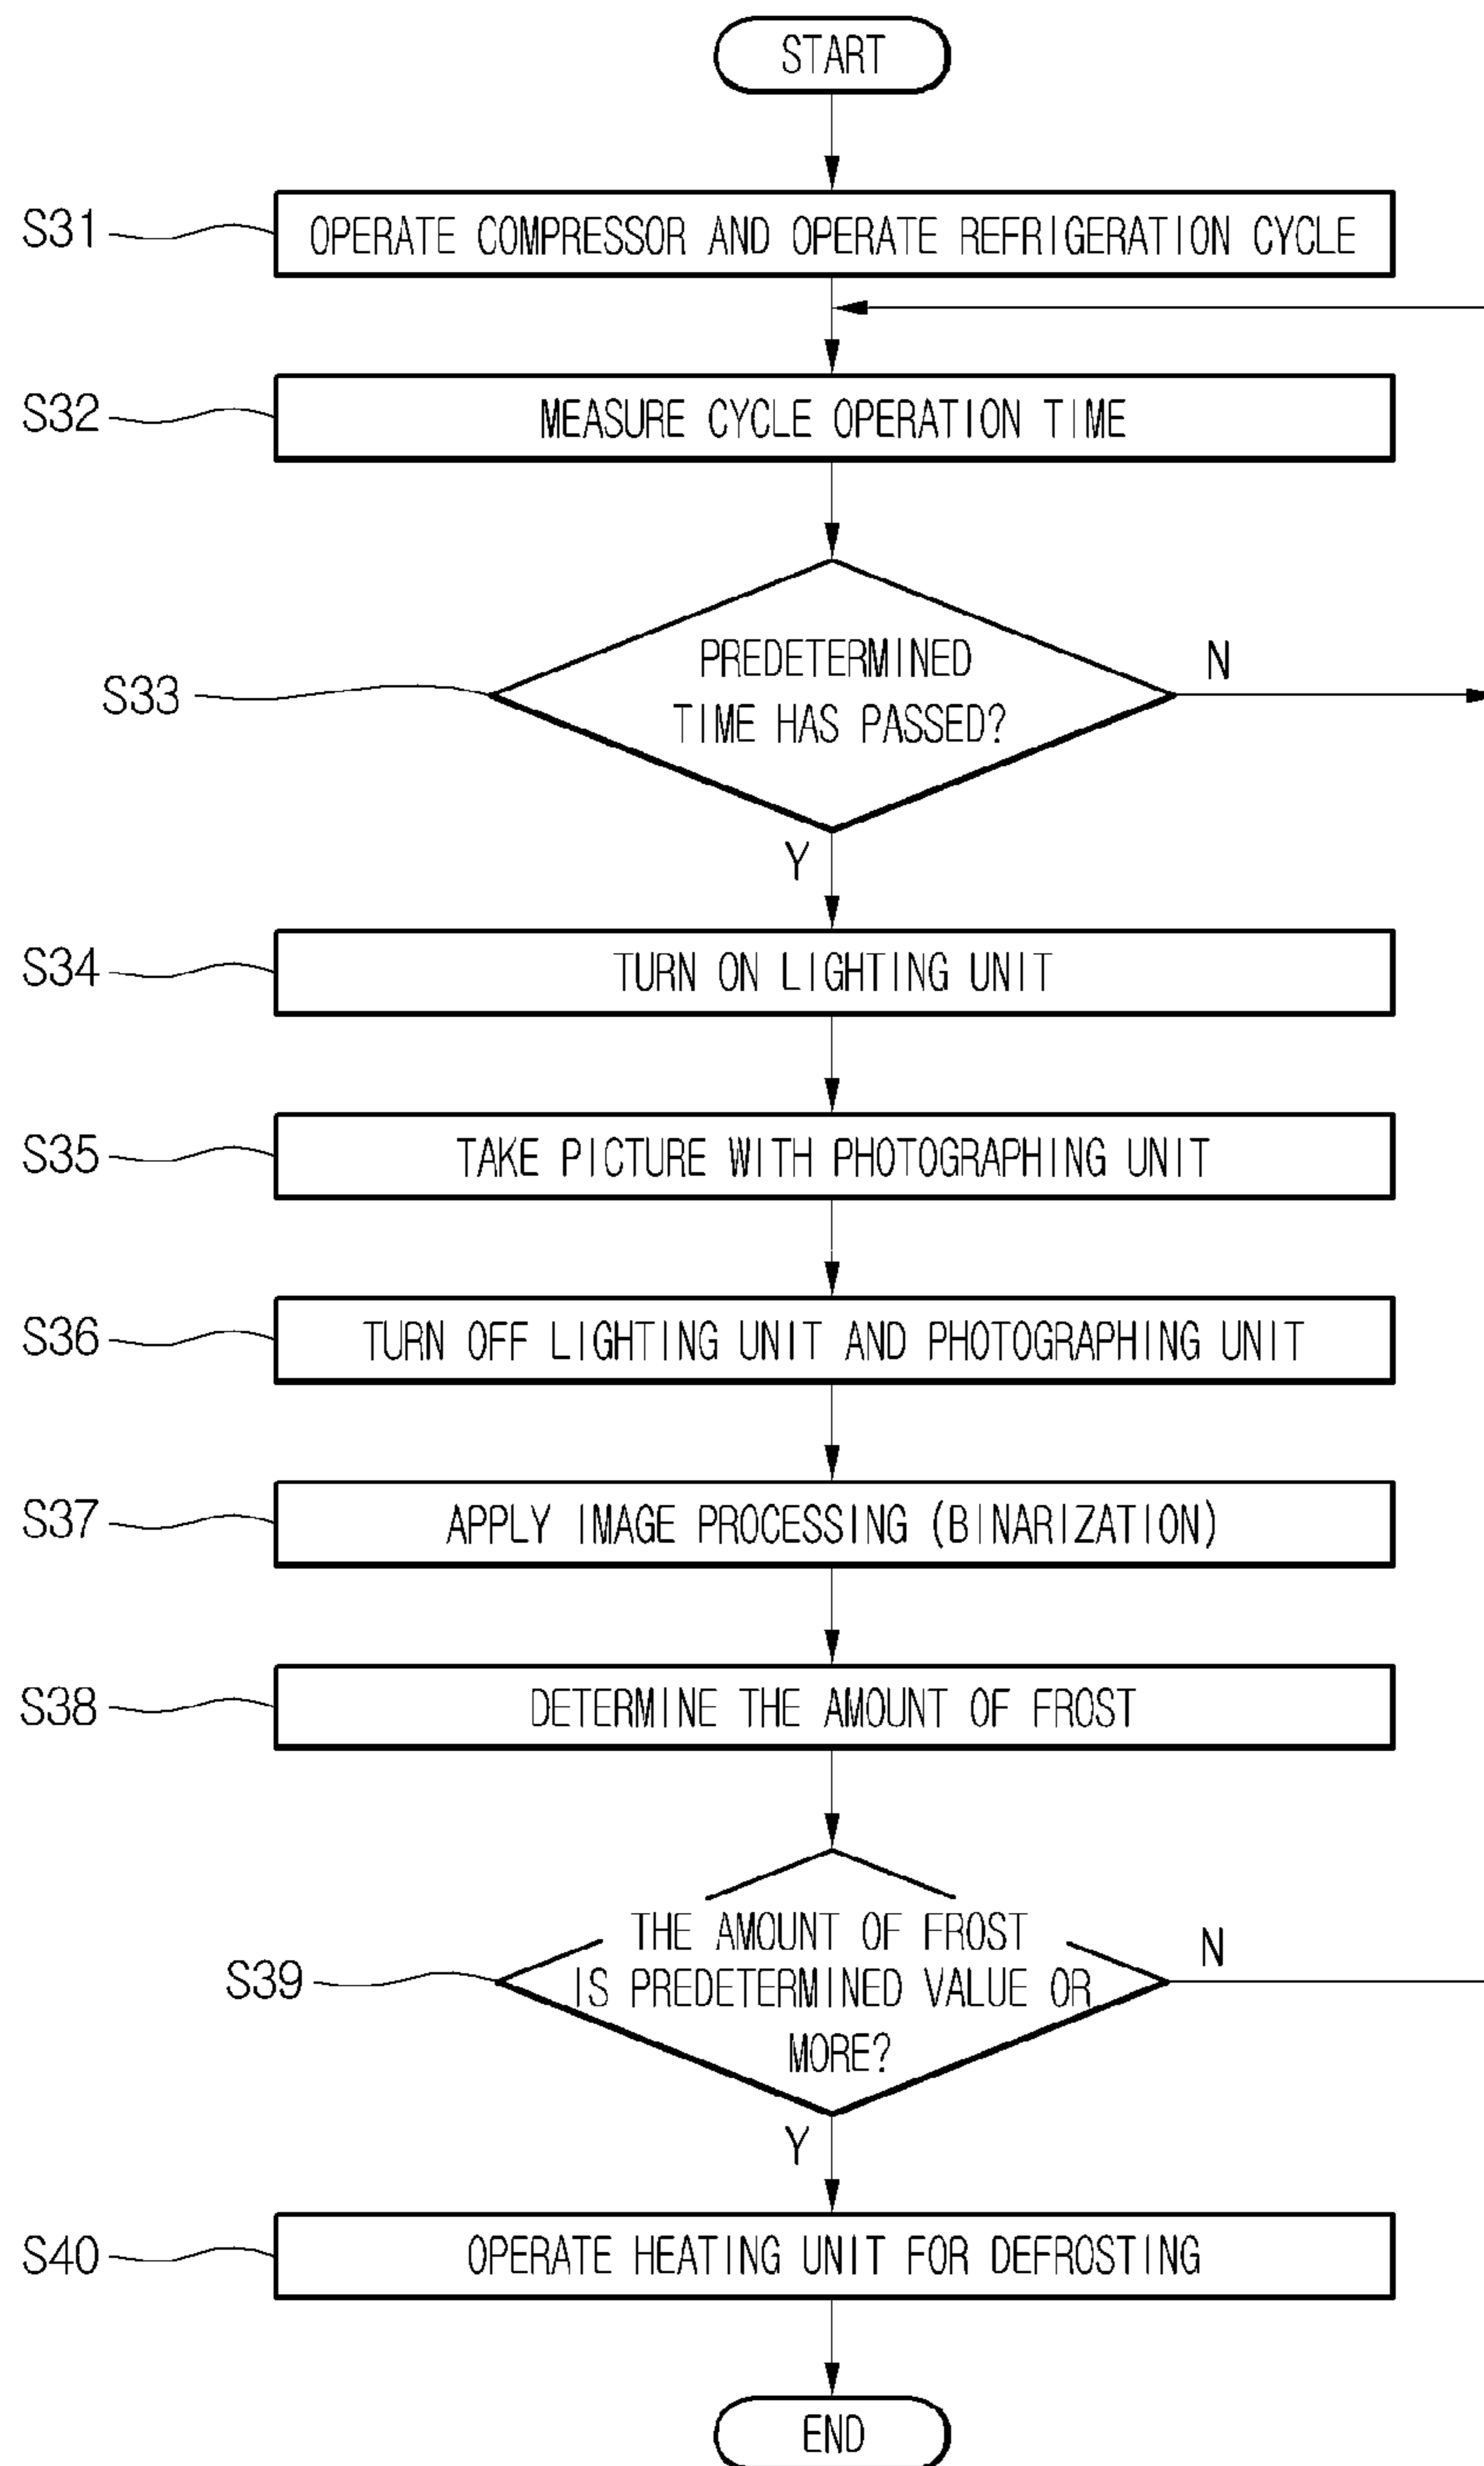 START
S31
OPERATE COMPRESSOR AND OPERATE REFRIGERATION CYCLE
S32
MEASURE CYCLE OPERATION TIME
S33
PREDETERMINED
TIME HAS PASSED?
N
Y
S34
TURN ON LIGHTING UNIT
S35
TAKE PICTURE WITH PHOTOGRAPHING UNIT
S36
TURN OFF LIGHTING UNIT AND PHOTOGRAPHING UNIT
S37
APPLY IMAGE PROCESSING (BINARIZATION)
S38
DETERMINE THE AMOUNT OF FROST
S39
THE AMOUNT OF FROST
IS PREDETERMINED VALUE OR
MORE?
N
Y
S40
OPERATE HEATING UNIT FOR DEFROSTING
END